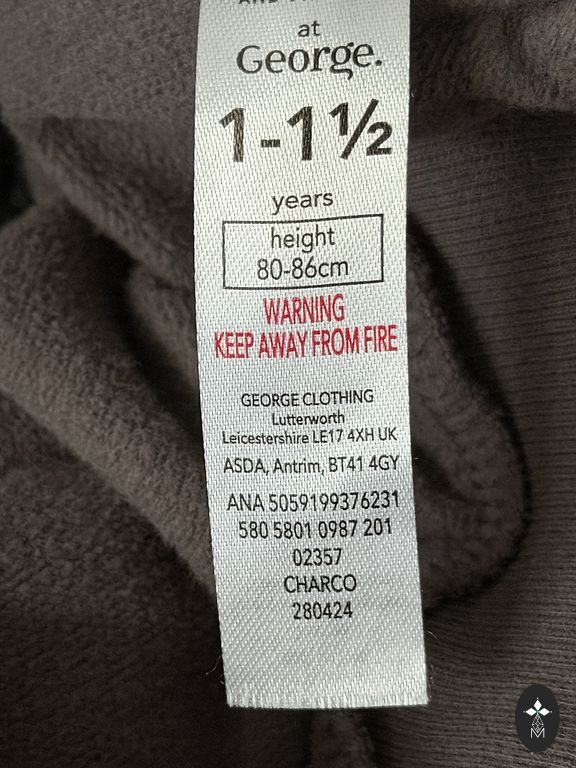 at
George.
1-1½
years
height
80-86cm
WARNING
KEEP AWAY FROM FIRE
GEORGE CLOTHING
Lutterworth
Leicestershire LE17 4XH UK
ASDA, Antrim, BT41 4GY
ANA 5059199376231
580 5801 0987 201
02357
CHARCO
280424
M